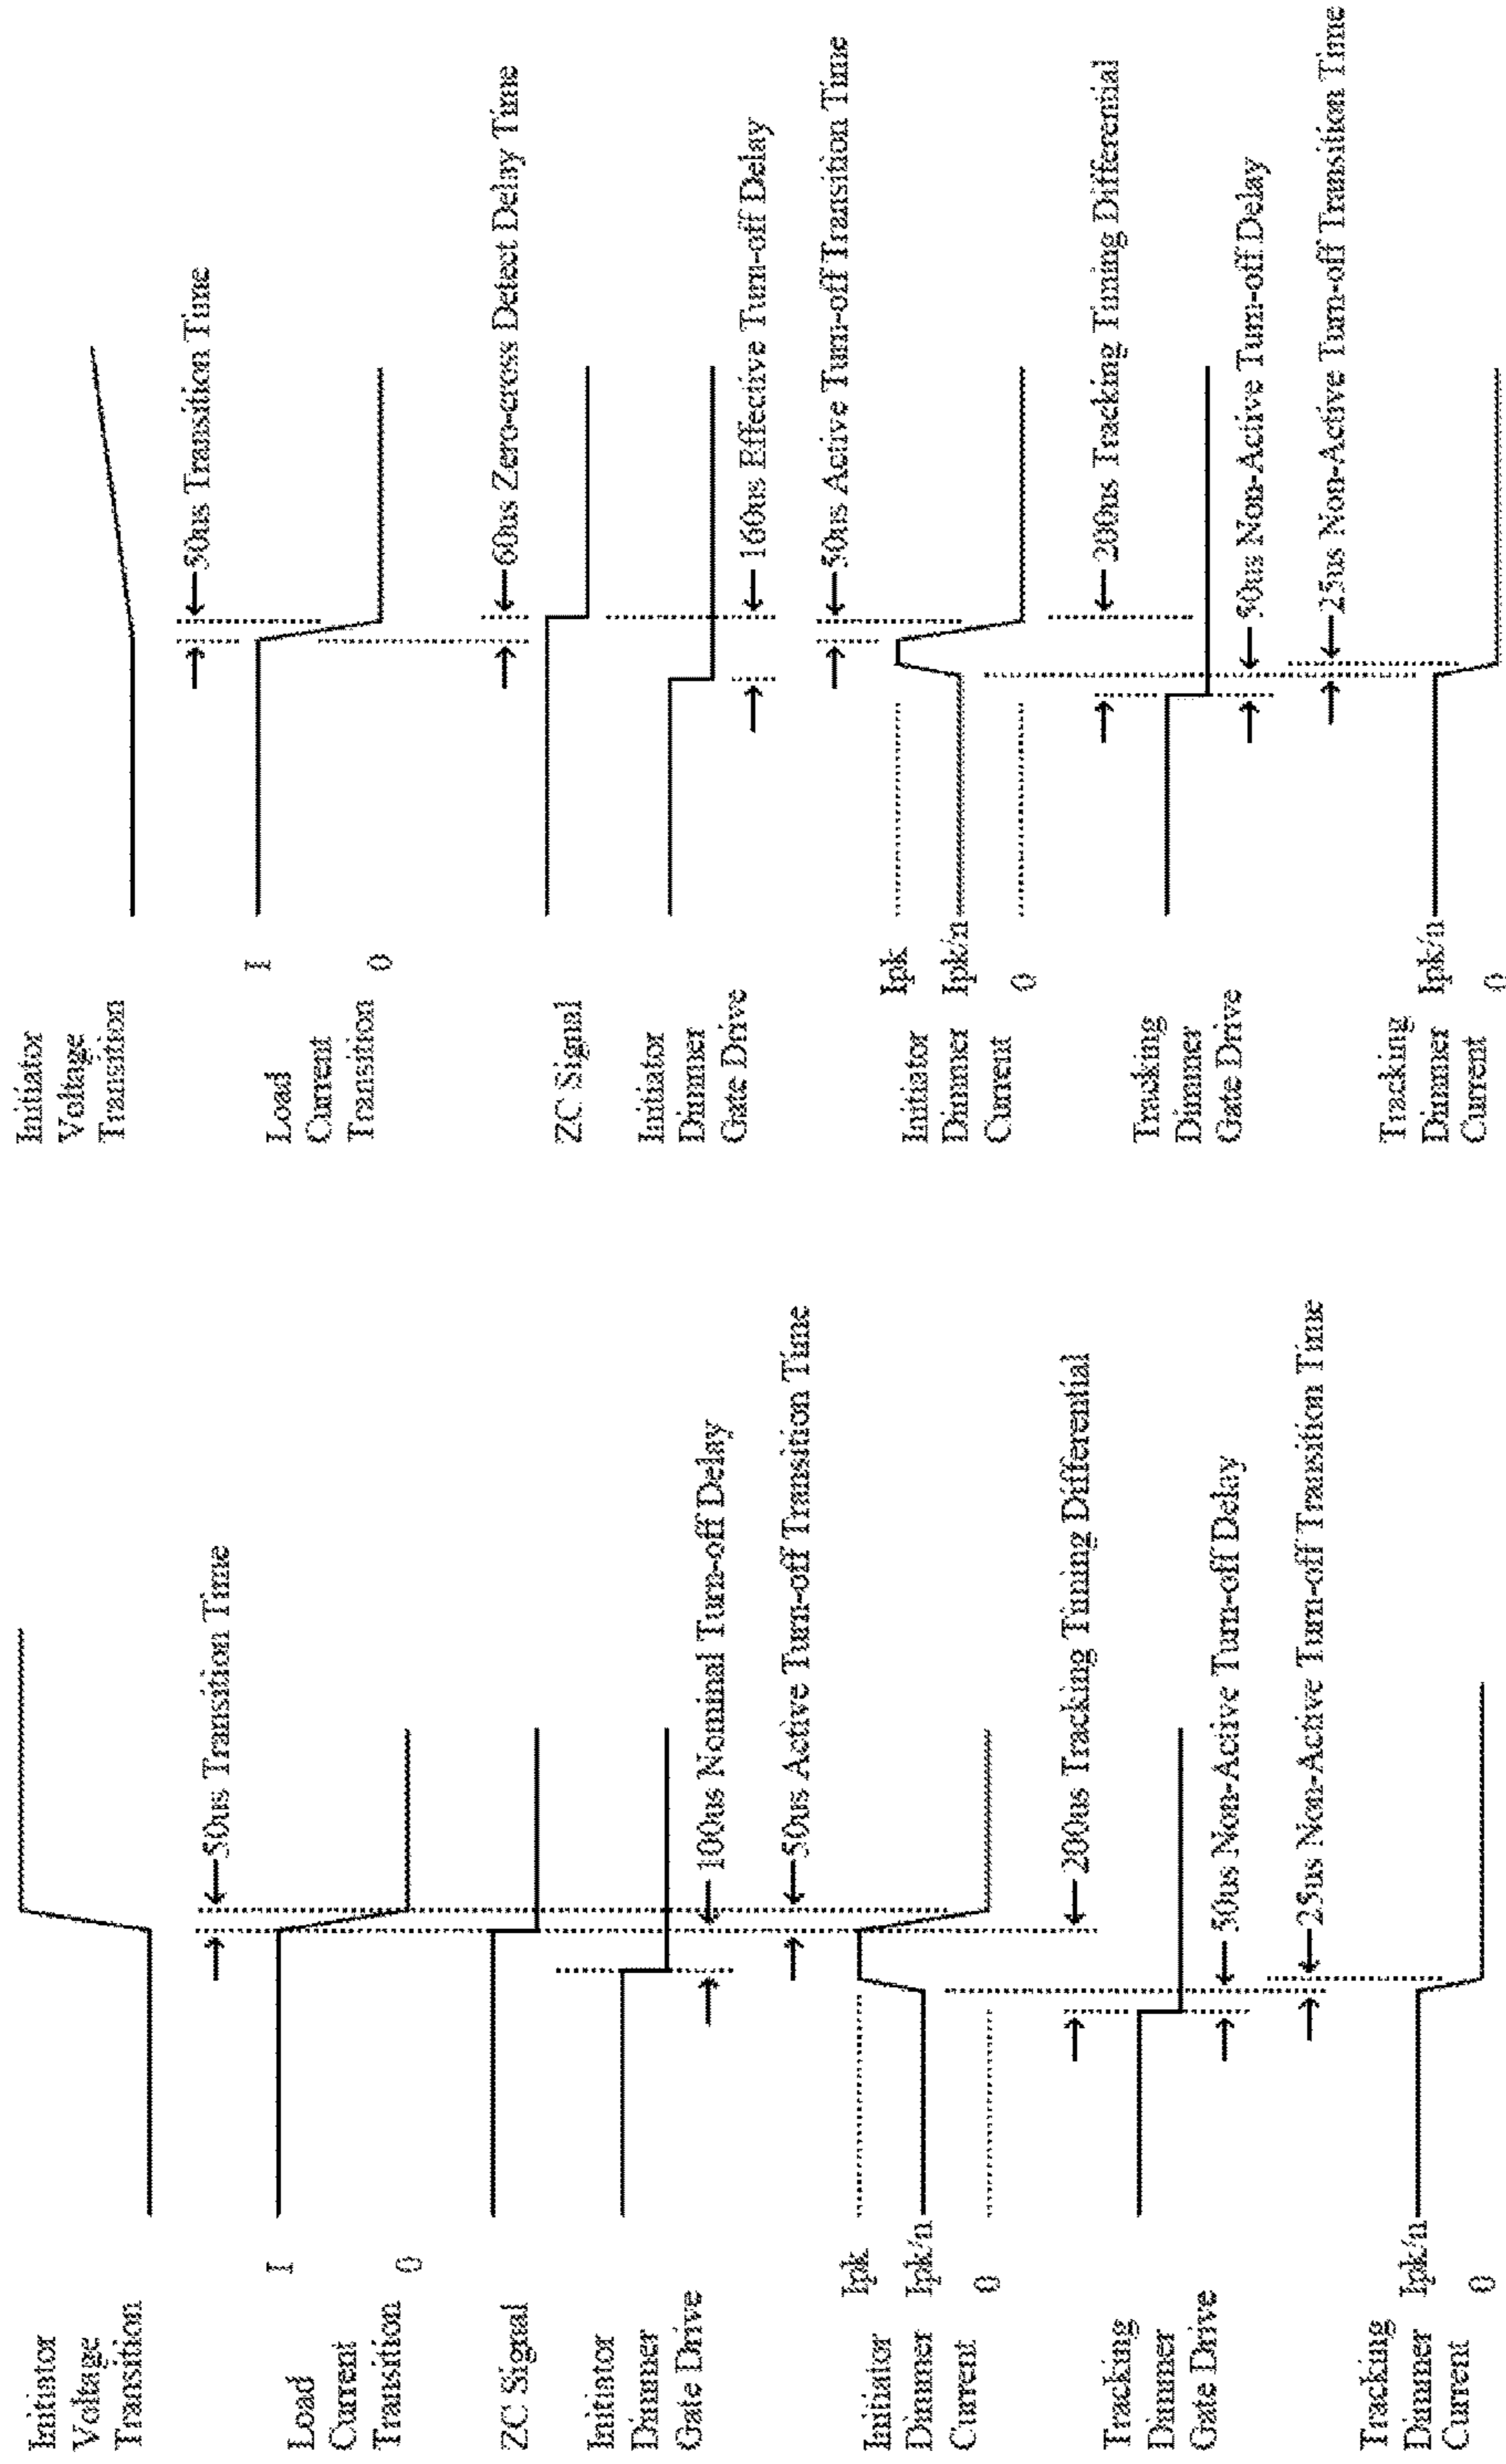 Initiator
Voltage
Transition
50us Transition Time
Load
Current
Transition
I
0
ZC Signal
Initiator
Dimmer
Gate Drive
100us Nominal Turn-off Delay
50us Active Turn-off Transition Time
Initiator
Dimmer
Current
Ipk
Ipk/n
0
200us Tracking Timing Differential
Tracking
Dimmer
Gate Drive
50us Non-Active Turn-off Delay
25us Non-Active Turn-off Transition Time
Tracking
Dimmer
Current
Ipk/n
0
Initiator
Voltage
Transition
50us Transition Time
Load
Current
Transition
I
0
60us Zero-cross Detect Delay Time
ZC Signal
Initiator
Dimmer
Gate Drive
160us Effective Turn-off Delay
50us Active Turn-off Transition Time
Initiator
Dimmer
Current
Ipk
Ipk/n
0
200us Tracking Timing Differential
Tracking
Dimmer
Gate Drive
50us Non-Active Turn-off Delay
25us Non-Active Turn-off Transition Time
Tracking
Dimmer
Current
Ipk/n
0